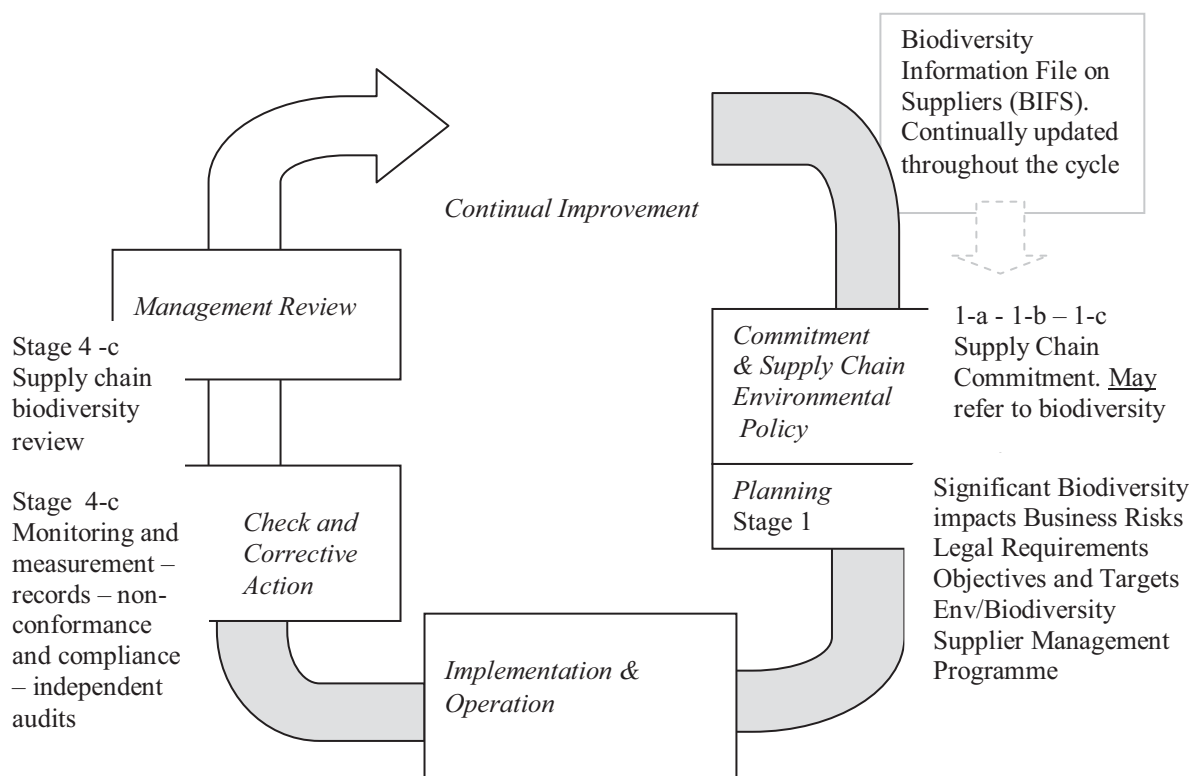 Biodiversity
Information File on
Suppliers (BIFS).
Continually updated
throughout the cycle
Continual Improvement
Management Review
Stage 4 -c
Supply chain
biodiversity
review
Commitment
& Supply Chain
Environmental
Policy
1-a - 1-b – 1-c
Supply Chain
Commitment. May
refer to biodiversity
Planning
Stage 1
Significant Biodiversity
impacts Business Risks
Legal Requirements
Objectives and Targets
Env/Biodiversity
Supplier Management
Programme
Stage 4-c
Monitoring and
measurement –
records – non-
conformance
and compliance
– independent
audits
Check and
Corrective
Action
Implementation &
Operation